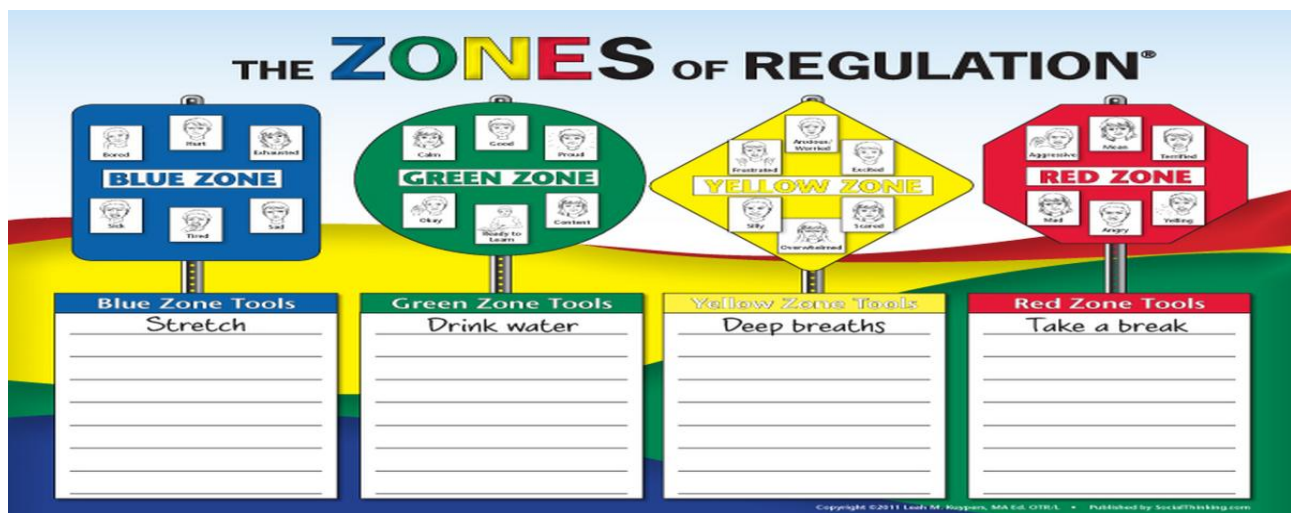 THE ZONES OF REGULATION®
Bored
Hurt
Exhausted
BLUE ZONE
Sick
Tired
Sad
Calm
Good
Proud
GREEN ZONE
Okay
Ready to
Learn
Content
Frustrated
Anxious/
Worried
Excited
YELLOW ZONE
Silly
Overwhelmed
Scared
Aggressive
Mean
Terrified
RED ZONE
Mad
Angry
Yelling
Blue Zone Tools
Stretch
Green Zone Tools
Drink water
Yellow Zone Tools
Deep breaths
Red Zone Tools
Take a break
Copyright ©2011 Leah M. Kuypers, MA Ed. OTR/L • Published by SocialThinking.com